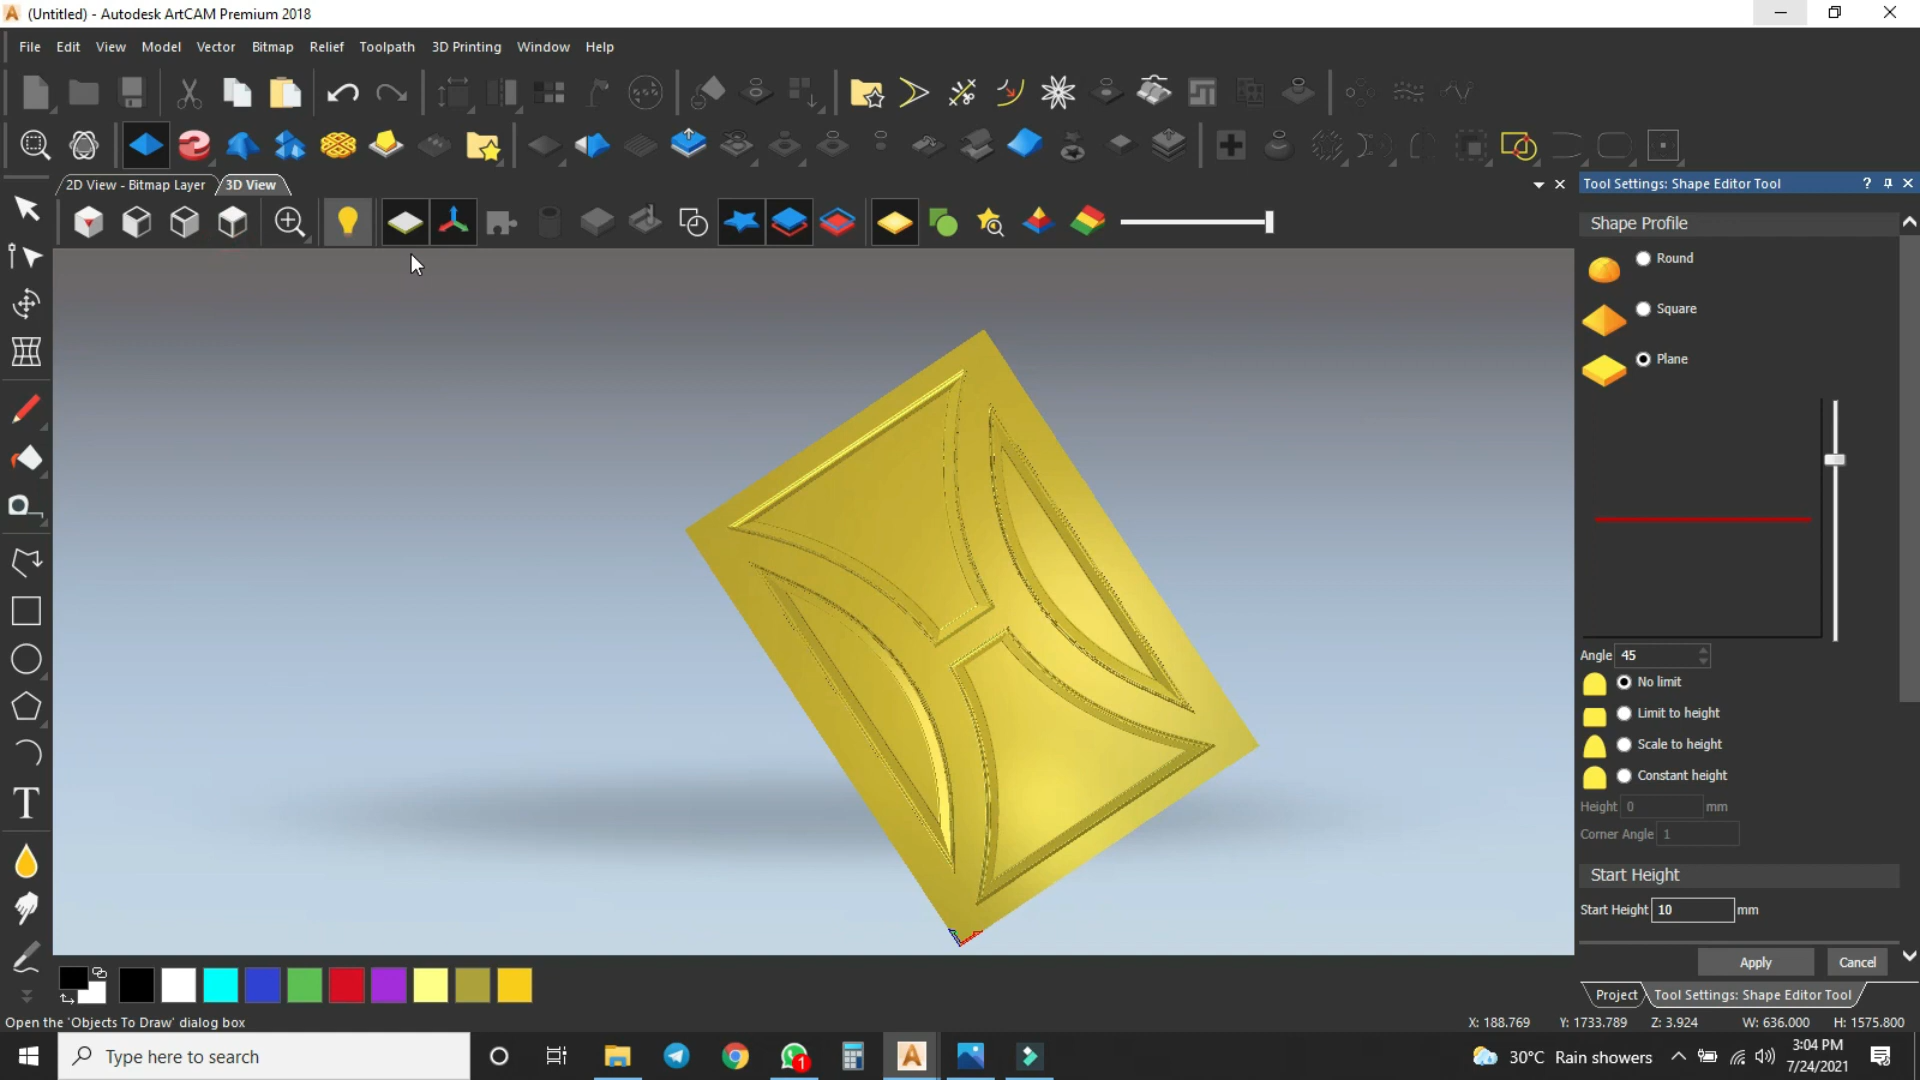 (Untitled) - Autodesk ArtCAM Premium 2018
File Edit View Model Vector Bitmap Relief Toolpath 3D Printing Window Help
2D View - Bitmap Layer 3D View
Tool Settings: Shape Editor Tool
Shape Profile
Round
Square
Plane
Angle 45
No limit
Limit to height
Scale to height
Constant height
Height 0 mm
Corner Angle 1
Start Height
Start Height 10 mm
Apply Cancel
Project Tool Settings: Shape Editor Tool
Open the 'Objects To Draw' dialog box
X: 188.769 Y: 1733.789 Z: 3.924 W: 636.000 H: 1575.800
Type here to search
1
30°C Rain showers
3:04 PM
7/24/2021